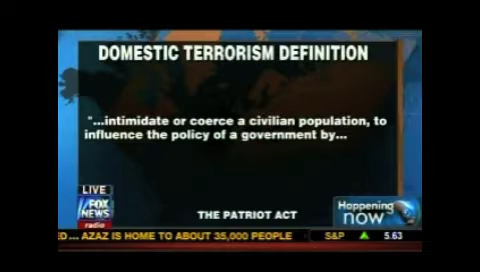 DOMESTIC TERRORISM DEFINITION
"...intimidate or coerce a civilian population, to
influence the policy of a government by...
LIVE
FOX
NEWS
radio
THE PATRIOT ACT
Happening
now
ED... AZAZ IS HOME TO ABOUT 35,000 PEOPLE
S&P ▲ 5.63